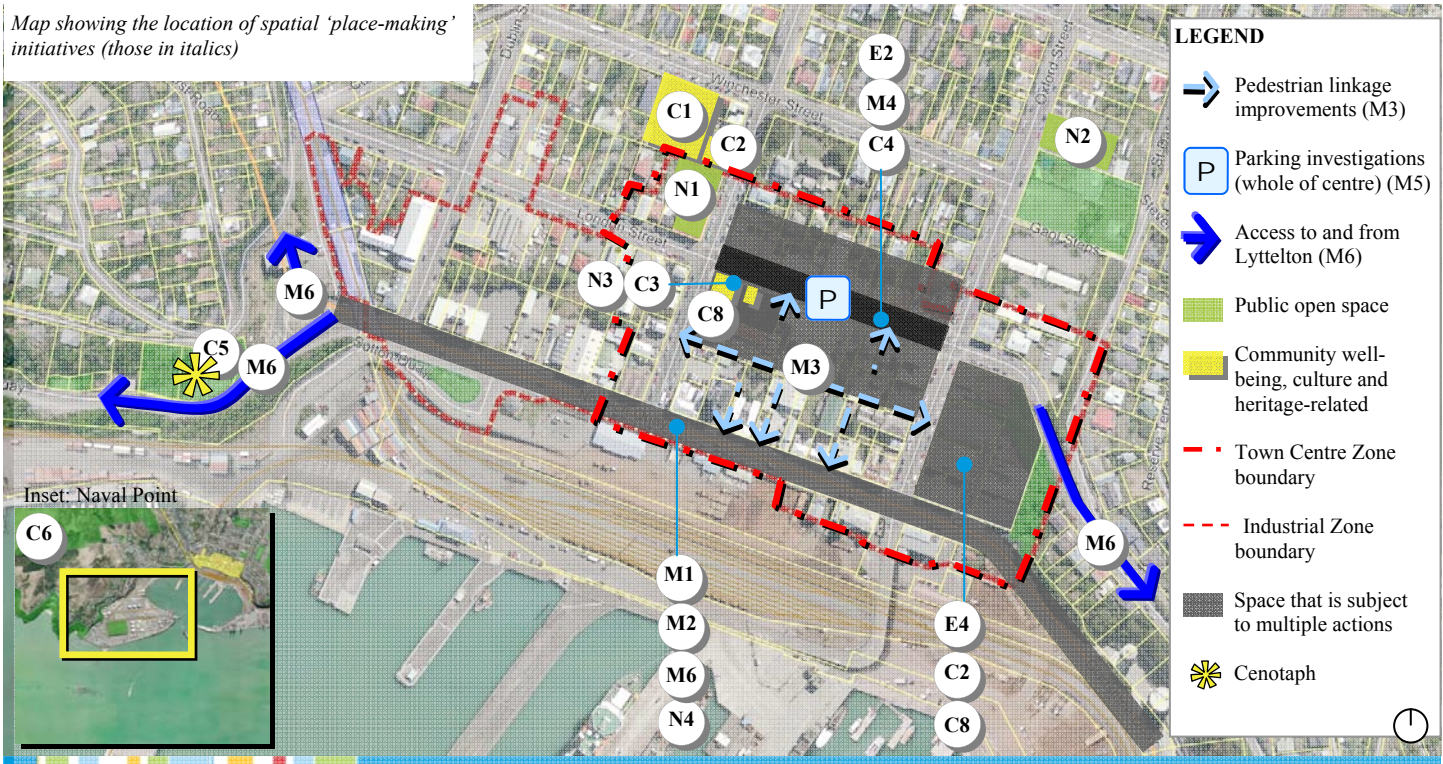 Map showing the location of spatial ‘place-making’
initiatives (those in italics)
Dublin St
Winchester Street
Oxford Street
London Street
Gaol Steps
Reserve Terr
E2
M4
C4
C1
C2
N1
N2
N3
C3
C8
P
M3
M6
C5
M6
M6
M1
M2
M6
N4
E4
C2
C8
Inset: Naval Point
C6
LEGEND
Pedestrian linkage
improvements (M3)
P
Parking investigations
(whole of centre) (M5)
Access to and from
Lyttelton (M6)
Public open space
Community well-
being, culture and
heritage-related
Town Centre Zone
boundary
Industrial Zone
boundary
Space that is subject
to multiple actions
Cenotaph